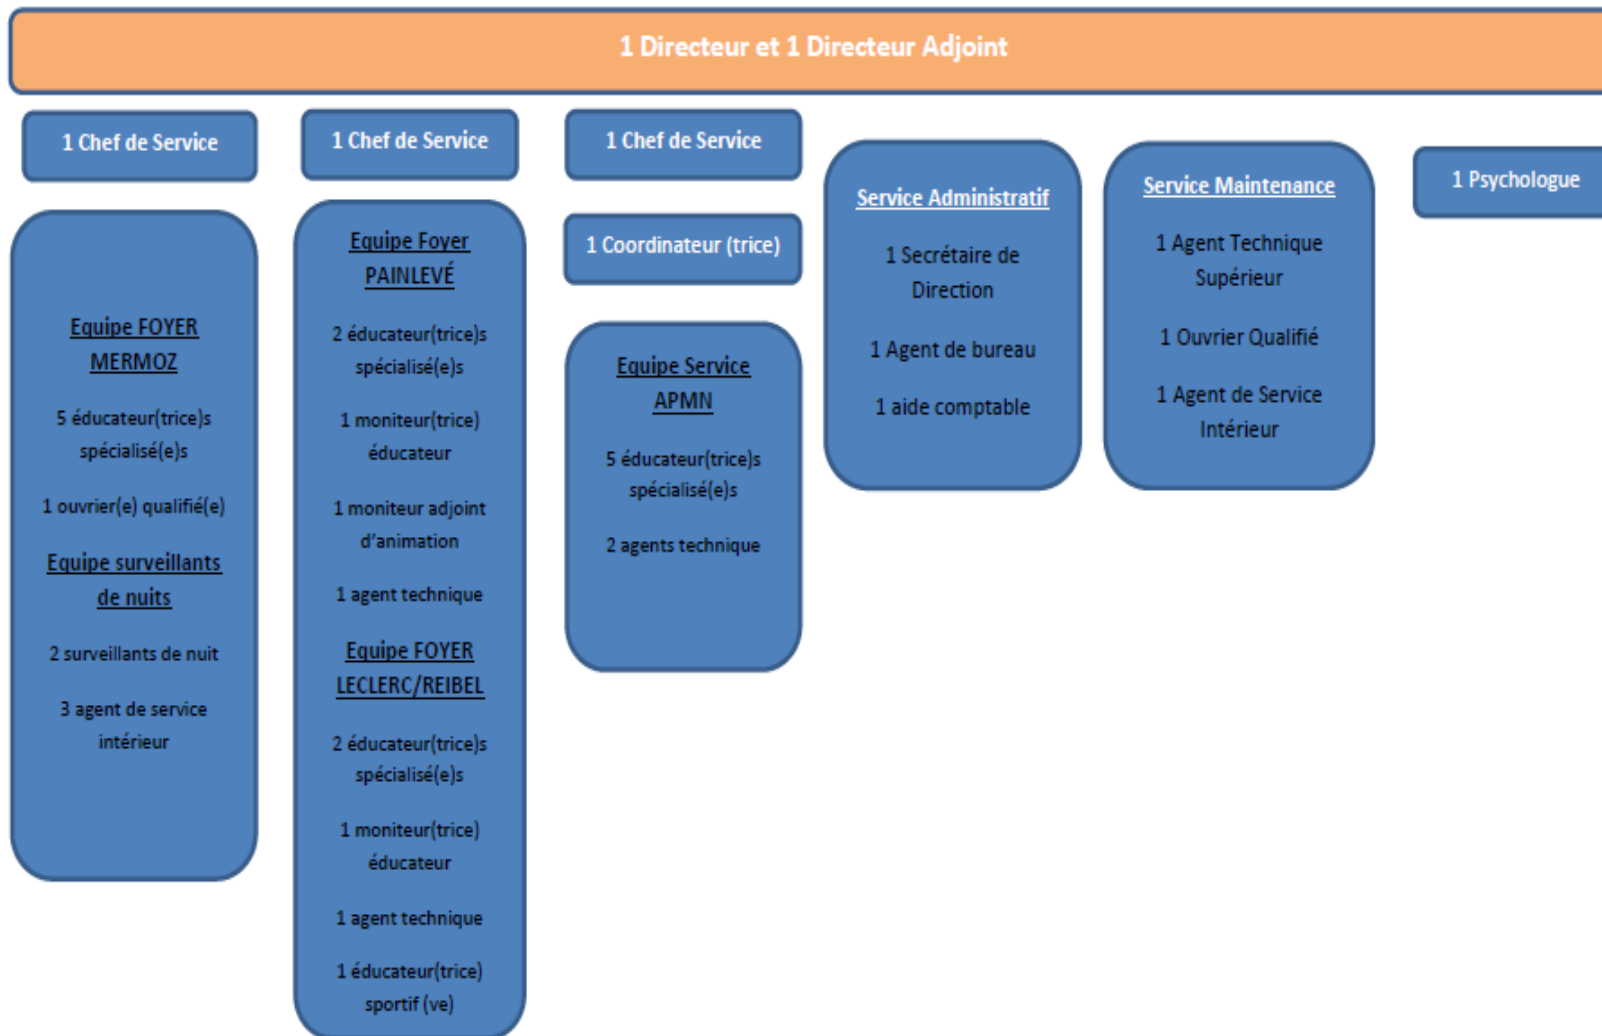 1 Directeur et 1 Directeur Adjoint
1 Chef de Service
Equipe FOYER
MERMOZ
5 éducateur(trice)s
spécialisé(e)s
1 ouvrier(e) qualifié(e)
Equipe surveillants
de nuits
2 surveillants de nuit
3 agent de service
intérieur
1 Chef de Service
Equipe Foyer
PAINLEVÉ
2 éducateur(trice)s
spécialisé(e)s
1 moniteur(trice)
éducateur
1 moniteur adjoint
d'animation
1 agent technique
Equipe FOYER
LECLERC/REIBEL
2 éducateur(trice)s
spécialisé(e)s
1 moniteur(trice)
éducateur
1 agent technique
1 éducateur(trice)
sportif (ve)
1 Chef de Service
1 Coordinateur (trice)
Equipe Service
APMN
5 éducateur(trice)s
spécialisé(e)s
2 agents technique
Service Administratif
1 Secrétaire de
Direction
1 Agent de bureau
1 aide comptable
Service Maintenance
1 Agent Technique
Supérieur
1 Ouvrier Qualifié
1 Agent de Service
Intérieur
1 Psychologue